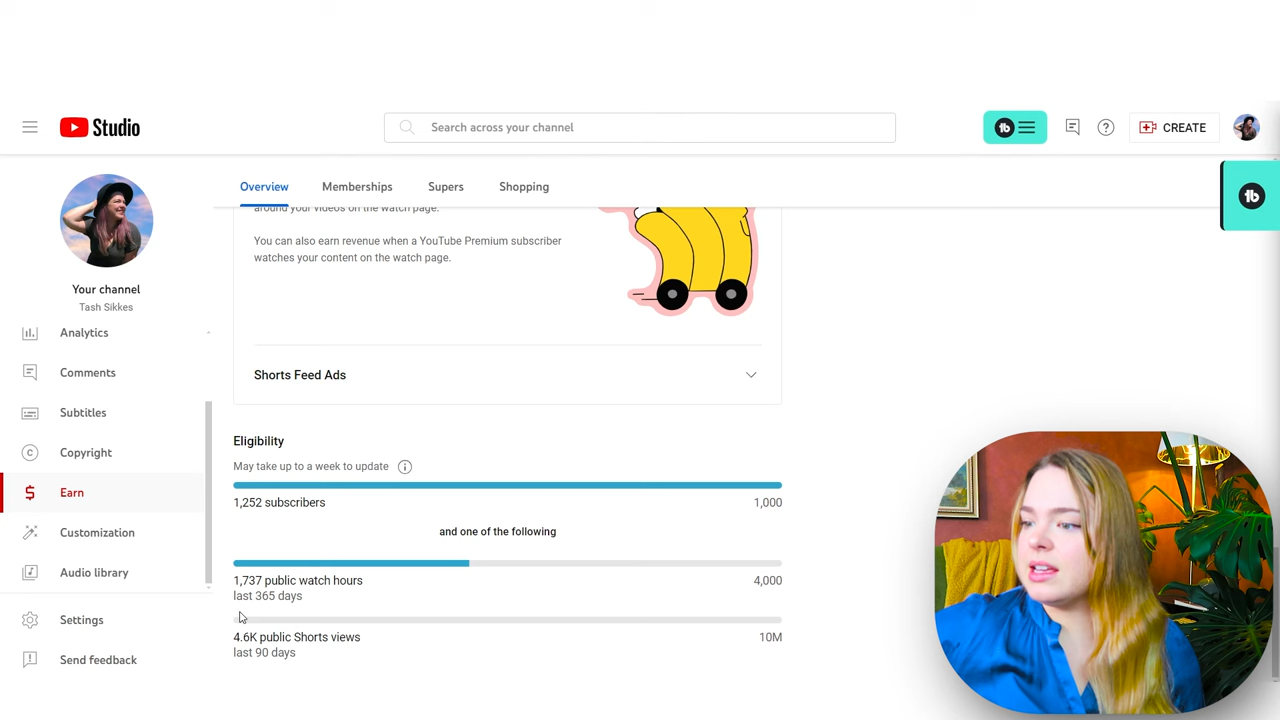 Studio
Search across your channel
CREATE
Your channel
Tash Sikkes
Analytics
Comments
Subtitles
Copyright
Earn
Customization
Audio library
Settings
Send feedback
Overview
Memberships
Supers
Shopping
around your videos on the watch page.
You can also earn revenue when a YouTube Premium subscriber
watches your content on the watch page.
Shorts Feed Ads
Eligibility
May take up to a week to update
1,252 subscribers 1,000
and one of the following
1,737 public watch hours 4,000
last 365 days
4.6K public Shorts views 10M
last 90 days